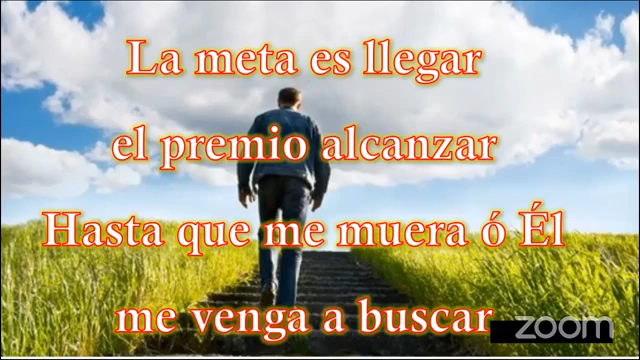 La meta es llegar
el premio alcanzar
Hasta que me muera ó Él
me venga a buscar
zoom